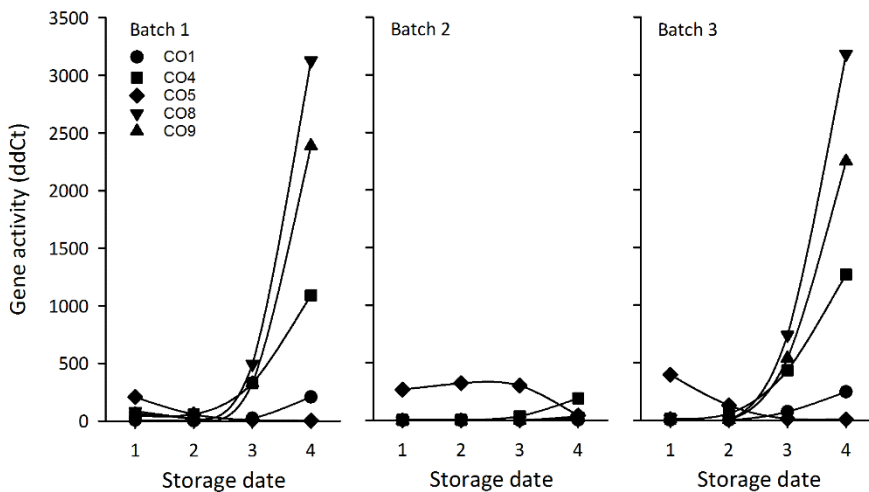 Gene activity (ddCt)
3500
3000
2500
2000
1500
1000
500
0
Batch 1
CO1
CO4
CO5
CO8
CO9
1 2 3 4
Storage date
Batch 2
1 2 3 4
Storage date
Batch 3
1 2 3 4
Storage date